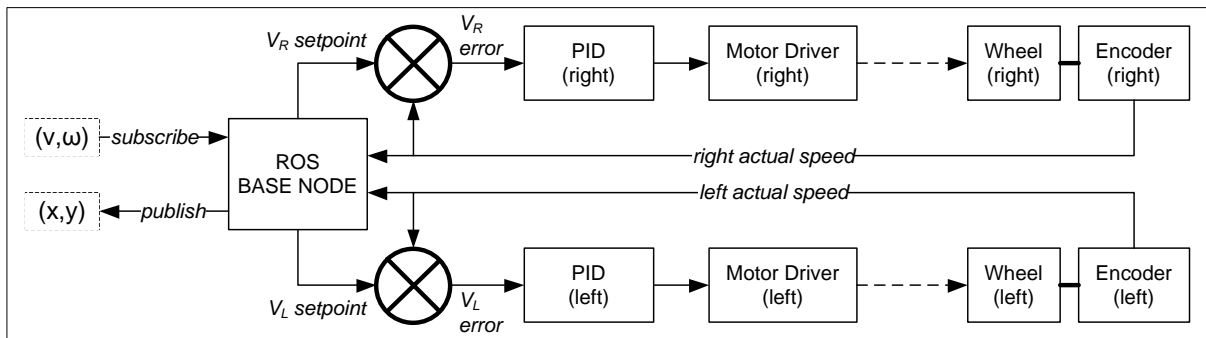 V_R setpoint
V_R
error
PID
(right)
Motor Driver
(right)
Wheel
(right)
Encoder
(right)
(v,ω)
subscribe
right actual speed
ROS
BASE NODE
left actual speed
(x,y)
publish
V_L setpoint
V_L
error
PID
(left)
Motor Driver
(left)
Wheel
(left)
Encoder
(left)